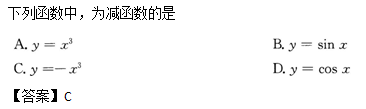 下列函数中，为减函数的是
A. y = x³ B. y = sin x
C. y =－x³ D. y = cos x
【答案】C